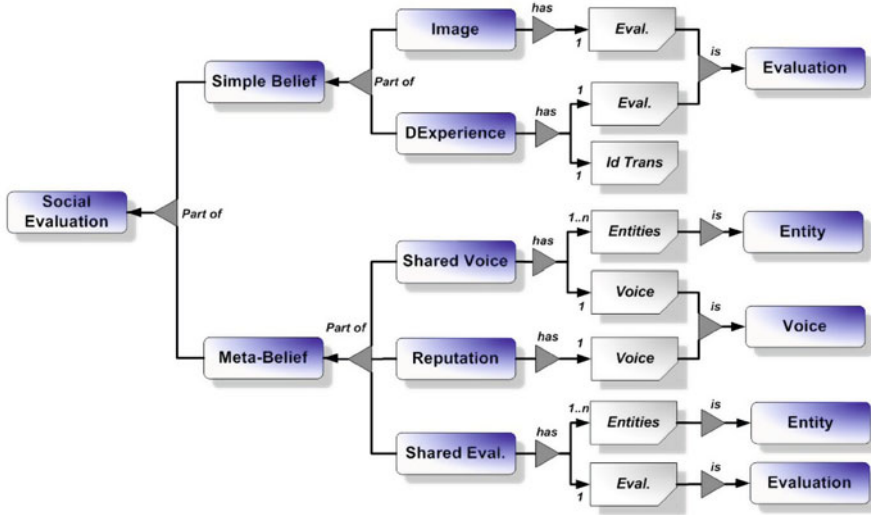 Image
has
1
Eval.
is
Evaluation
Simple Belief
Part of
DExperience
has
1
Eval.
1
Id Trans
Social
Evaluation
Part of
Shared Voice
has
1..n
Entities
is
Entity
1
Voice
is
Voice
Meta-Belief
Part of
Reputation
has
1
Voice
Shared Eval.
has
1..n
Entities
is
Entity
1
Eval.
is
Evaluation